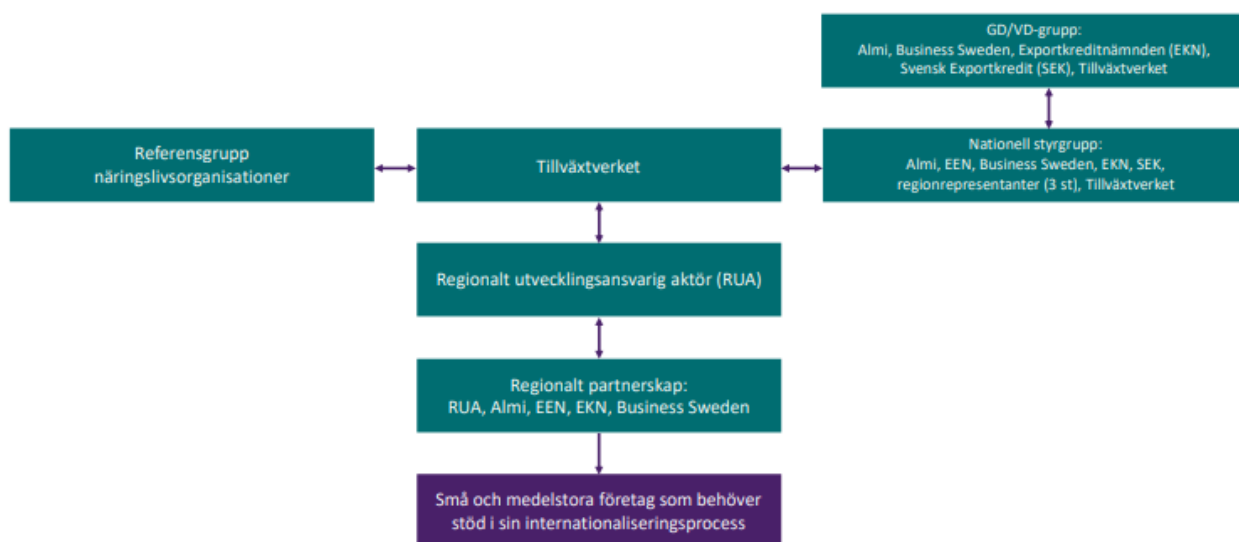 GD/VD-grupp:
Almi, Business Sweden, Exportkreditnämnden (EKN),
Svensk Exportkredit (SEK), Tillväxtverket
Referensgrupp
näringslivsorganisationer
Tillväxtverket
Nationell styrgrupp:
Almi, EEN, Business Sweden, EKN, SEK,
regionrepresentanter (3 st), Tillväxtverket
Regionalt utvecklingsansvarig aktör (RUA)
Regionalt partnerskap:
RUA, Almi, EEN, EKN, Business Sweden
Små och medelstora företag som behöver
stöd i sin internationaliseringsprocess